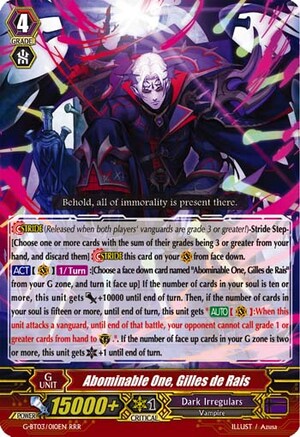 4
GRADE
Behold, all of immorality is present there.
STRIDE (Released when both players' vanguards are grade 3 or greater!)-Stride Step-
[Choose one or more cards with the sum of their grades being 3 or greater from your
hand, and discard them] STRIDE this card on your from face down.
ACT [ ] 1/Turn :[Choose a face down card named "Abominable One, Gilles de Rais"
from your G zone, and turn it face up] If the number of cards in your soul is ten or
more, this unit gets +10000 until end of turn. Then, if the number of cards in
your soul is fifteen or more, until end of turn, this unit gets " AUTO [ ]:When this
unit attacks a vanguard, until end of that battle, your opponent cannot call grade 1 or
greater cards from hand to .". If the number of face up cards in your G zone is two
or more, this unit gets +1 until end of turn.
G UNIT
Abominable One, Gilles de Rais
POWER 15000+ 1 CRITICAL
Dark Irregulars
Vampire
G-BT03/010EN RRR
ILLUST / Azusa